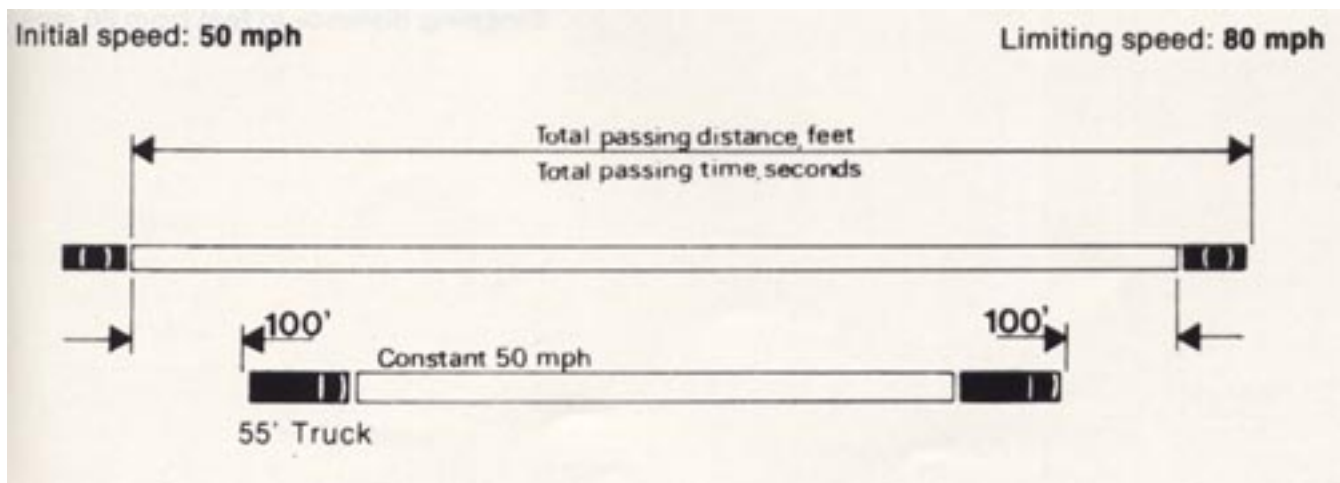 Initial speed: 50 mph
Limiting speed: 80 mph
Total passing distance, feet
Total passing time, seconds
100'
100'
Constant 50 mph
55' Truck